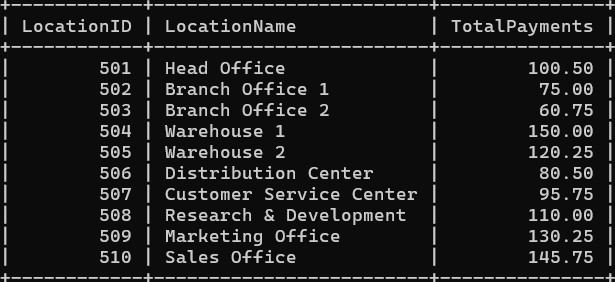 | LocationID | LocationName | TotalPayments |
| 501 | Head Office | 100.50 |
| 502 | Branch Office 1 | 75.00 |
| 503 | Branch Office 2 | 60.75 |
| 504 | Warehouse 1 | 150.00 |
| 505 | Warehouse 2 | 120.25 |
| 506 | Distribution Center | 80.50 |
| 507 | Customer Service Center | 95.75 |
| 508 | Research & Development | 110.00 |
| 509 | Marketing Office | 130.25 |
| 510 | Sales Office | 145.75 |